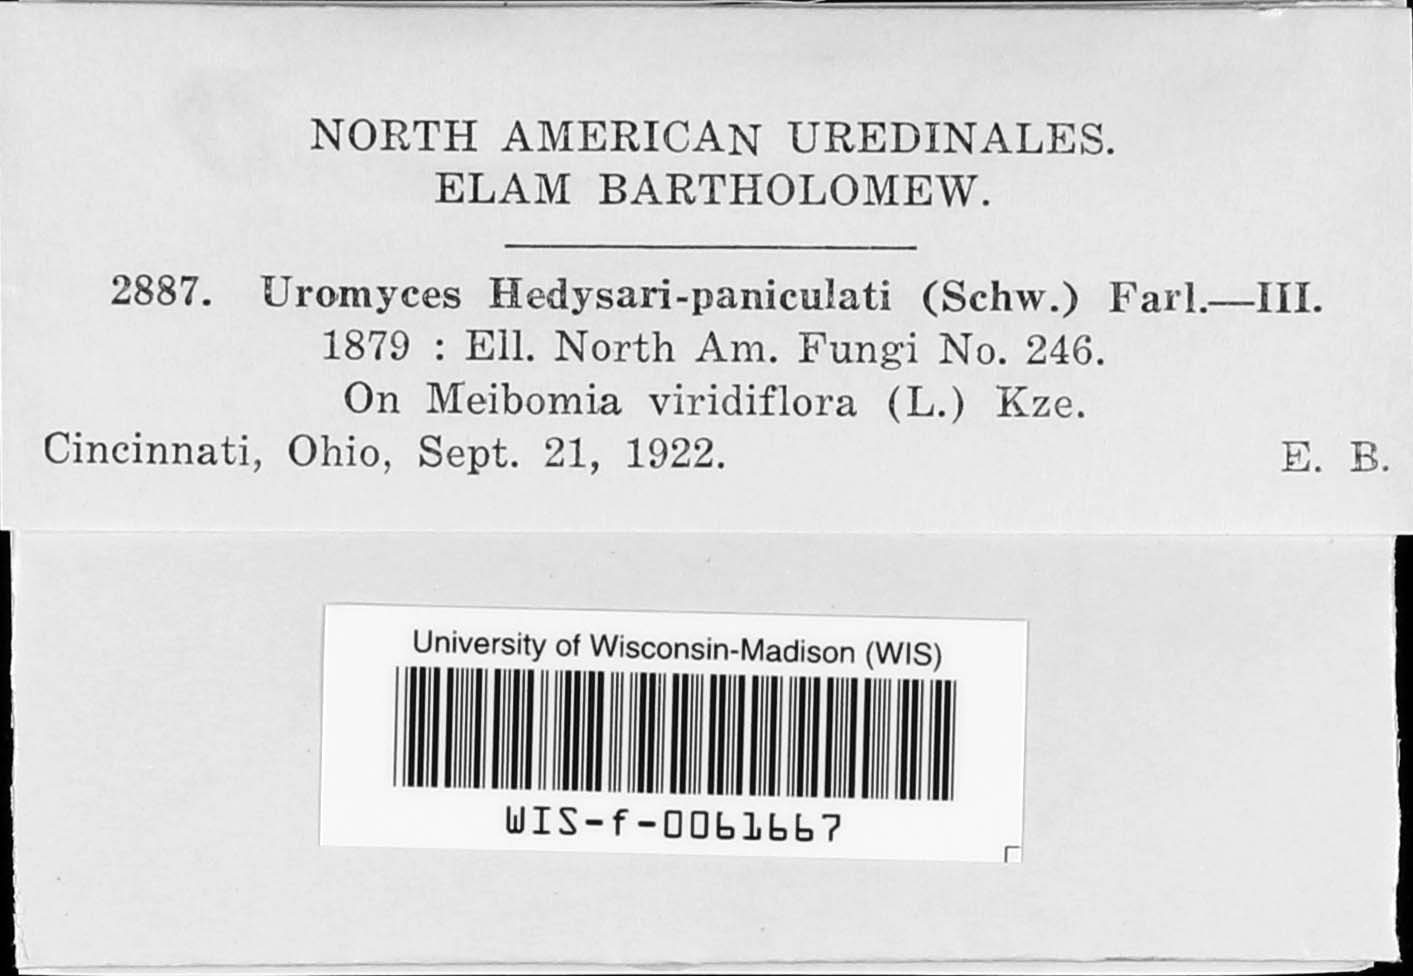 NORTH AMERICAN UREDINALES.
ELAM BARTHOLOMEW.
2887. Uromyces Hedysari-paniculati (Schw.) Farl.—III.
1879 : Ell. North Am. Fungi No. 246.
On Meibomia viridiflora (L.) Kze.
Cincinnati, Ohio, Sept. 21, 1922. E. B.
University of Wisconsin-Madison (WIS)
WIS-f-0061667